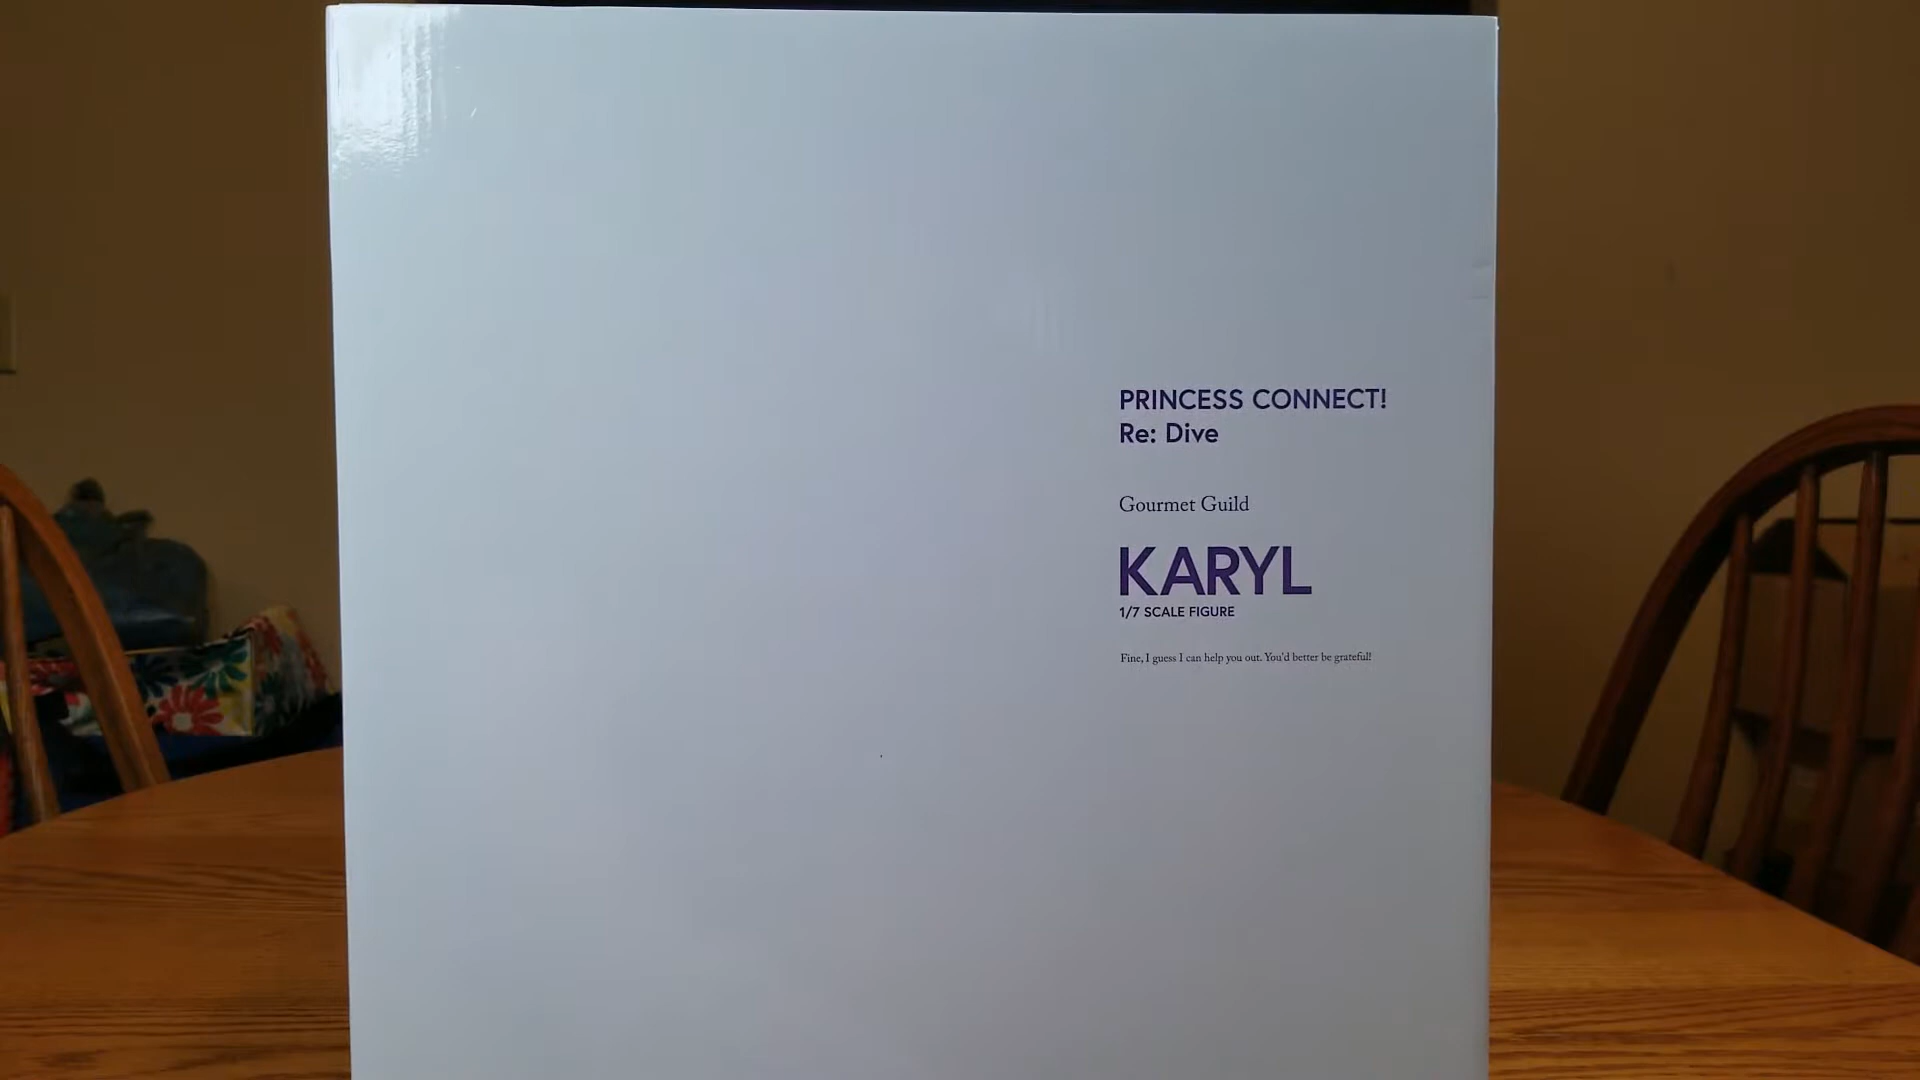 PRINCESS CONNECT!
Re: Dive
Gourmet Guild
KARYL
1/7 SCALE FIGURE
Fine, I guess I can help you out. You'd better be grateful!